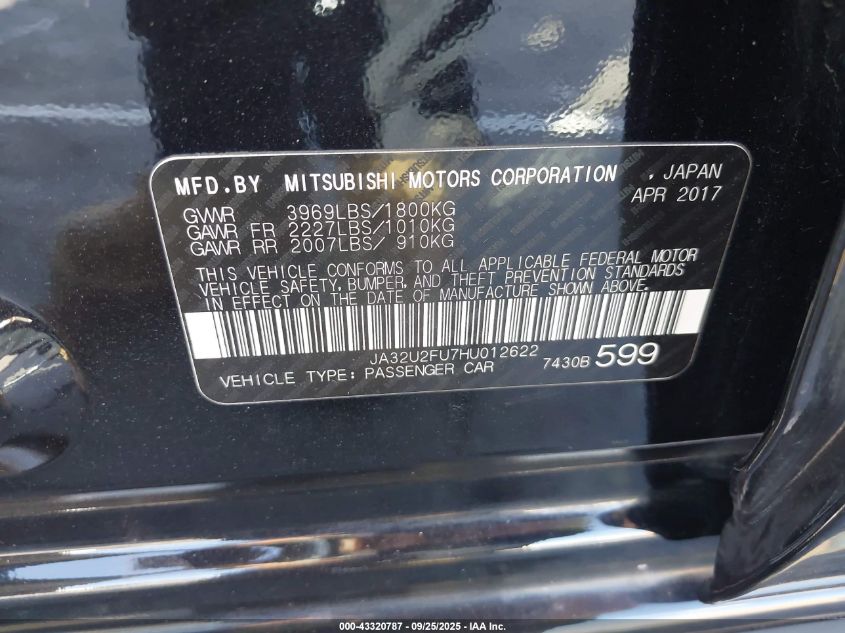 MFD.BY MITSUBISHI MOTORS CORPORATION , JAPAN
APR 2017
GVWR 3969LBS/1800KG
GAWR FR 2227LBS/1010KG
GAWR RR 2007LBS/ 910KG
THIS VEHICLE CONFORMS TO ALL APPLICABLE FEDERAL MOTOR
VEHICLE SAFETY, BUMPER, AND THEFT PREVENTION STANDARDS
IN EFFECT ON THE DATE OF MANUFACTURE SHOWN ABOVE.
JA32U2FU7HU012622
VEHICLE TYPE: PASSENGER CAR 7430B 599
000-43320787 - 09/25/2025 - IAA Inc.